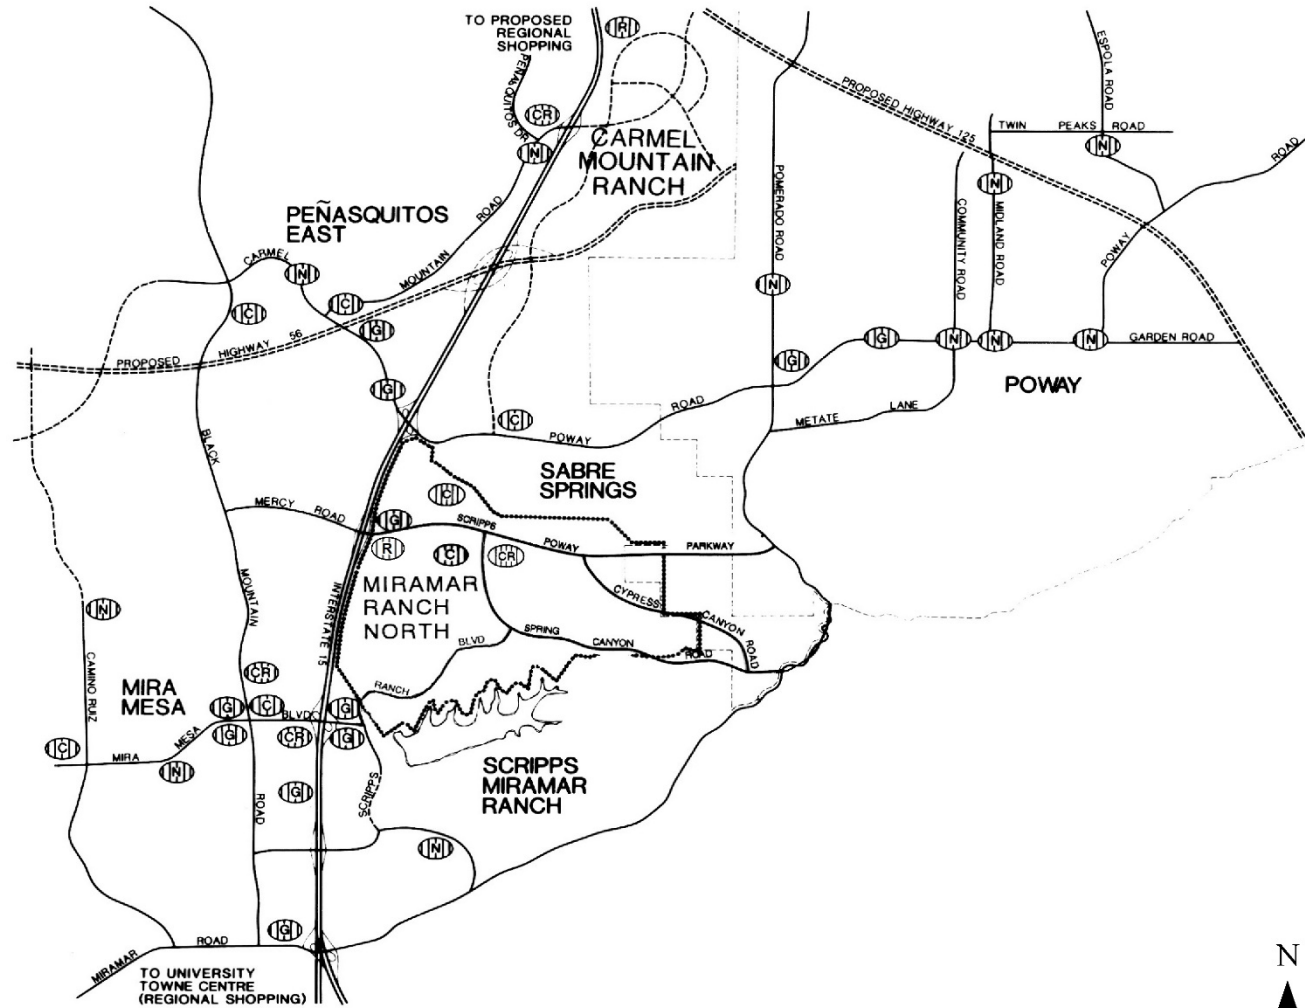 TO PROPOSED
REGIONAL
SHOPPING
R
PEÑASQUITOS DR
CR
N
CARMEL
MOUNTAIN
RANCH
PROPOSED HIGHWAY 125
ESPOLA ROAD
TWIN PEAKS ROAD
N
ROAD
POWAY
N
MIDLAND ROAD
COMMUNITY ROAD
POMERADO ROAD
N
PEÑASQUITOS
EAST
CARMEL
N
MOUNTAIN
ROAD
C
C
G
PROPOSED HIGHWAY 56
G
G
G
N
N
N
GARDEN ROAD
POWAY
METATE LANE
C
POWAY ROAD
SABRE
SPRINGS
BLACK
MOUNTAIN
ROAD
MERCY ROAD
C
G
SCRIPPS
POWAY
PARKWAY
R
C
CR
INTERSTATE 15
MIRAMAR
RANCH
NORTH
CYPRESS
CANYON
ROAD
SPRING
CANYON
ROAD
RANCH
BLVD
N
CAMINO RUIZ
MIRA
MESA
CR
G
C
G
C
MIRA
MESA
BLVD
G
CR
G
N
SCRIPPS
SCRIPPS
MIRAMAR
RANCH
G
N
G
MIRAMAR
ROAD
TO UNIVERSITY
TOWNE CENTRE
(REGIONAL SHOPPING)
N